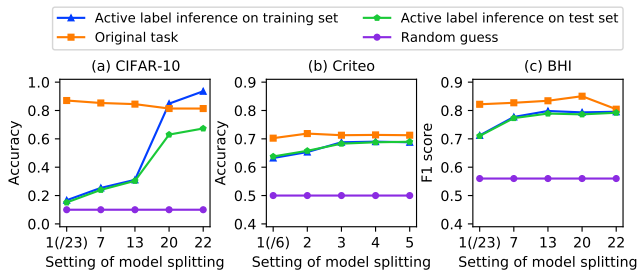 Active label inference on training set
Active label inference on test set
Original task
Random guess
(a) CIFAR-10
(b) Criteo
(c) BHI
Accuracy
1.0
0.8
0.6
0.4
0.2
0.0
1(/23) 7 13 20 22
Setting of model splitting
Accuracy
0.9
0.8
0.7
0.6
0.5
0.4
1(/6) 2 3 4 5
Setting of model splitting
F1 score
0.9
0.8
0.7
0.6
0.5
0.4
1(/23) 7 13 20 22
Setting of model splitting